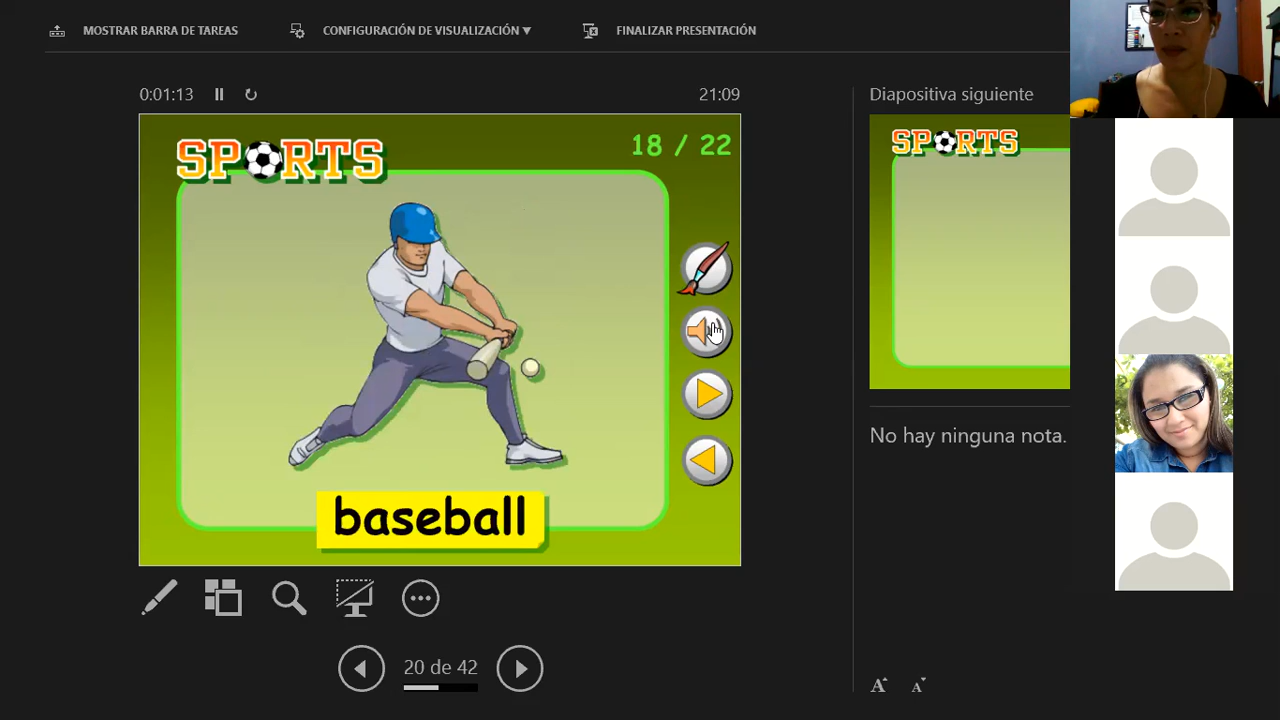 MOSTRAR BARRA DE TAREAS
CONFIGURACIÓN DE VISUALIZACIÓN ▼
FINALIZAR PRESENTACIÓN
0:01:13
21:09
SPORTS
18 / 22
baseball
20 de 42
Diapositiva siguiente
SPORTS
No hay ninguna nota.
A A